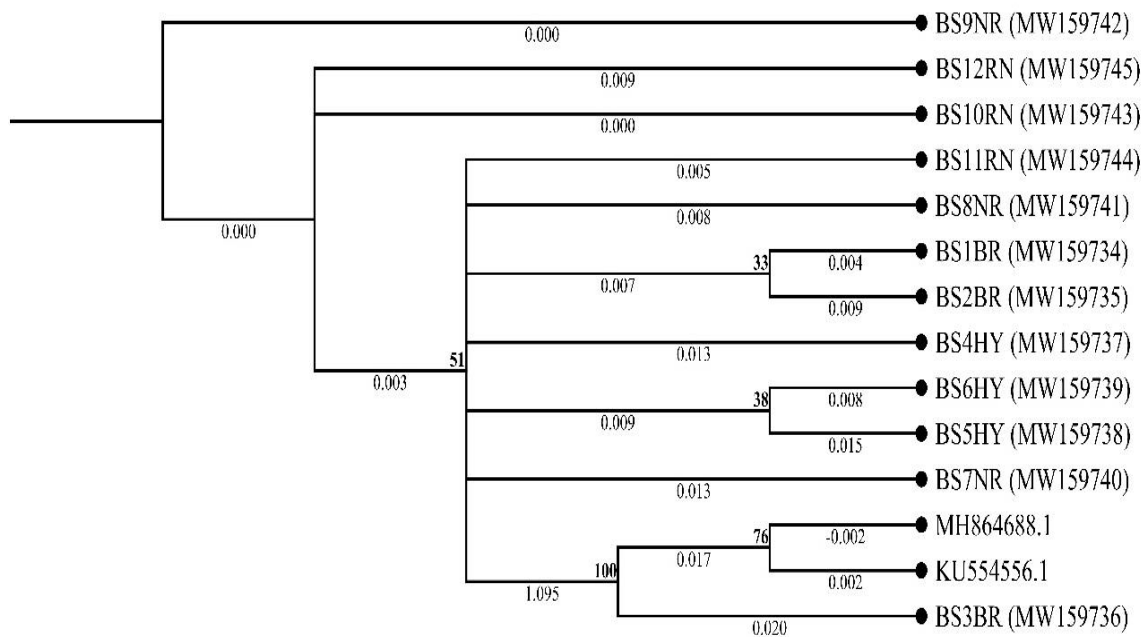 BS9NR (MW159742)
0.000
BS12RN (MW159745)
0.009
BS10RN (MW159743)
0.000
BS11RN (MW159744)
0.005
BS8NR (MW159741)
0.008
0.000
BS1BR (MW159734)
33
0.004
0.007
BS2BR (MW159735)
0.009
BS4HY (MW159737)
0.013
51
0.003
BS6HY (MW159739)
38
0.008
0.009
BS5HY (MW159738)
0.015
BS7NR (MW159740)
0.013
MH864688.1
76
-0.002
0.017
KU554556.1
100
0.002
1.095
BS3BR (MW159736)
0.020